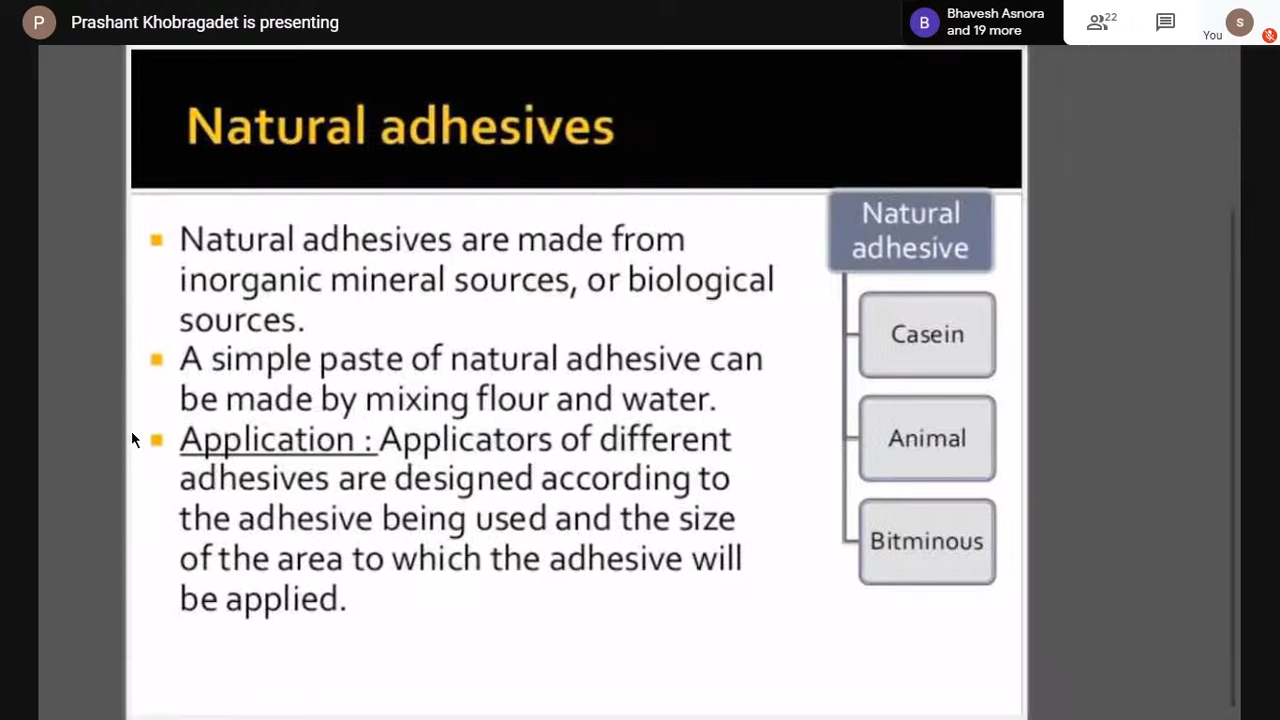 P
Prashant Khobragadet is presenting
B
Bhavesh Asnora
and 19 more
22
You
S
Natural adhesives
Natural adhesives are made from
inorganic mineral sources, or biological
sources.
A simple paste of natural adhesive can
be made by mixing flour and water.
Application : Applicators of different
adhesives are designed according to
the adhesive being used and the size
of the area to which the adhesive will
be applied.
Natural
adhesive
Casein
Animal
Bitminous